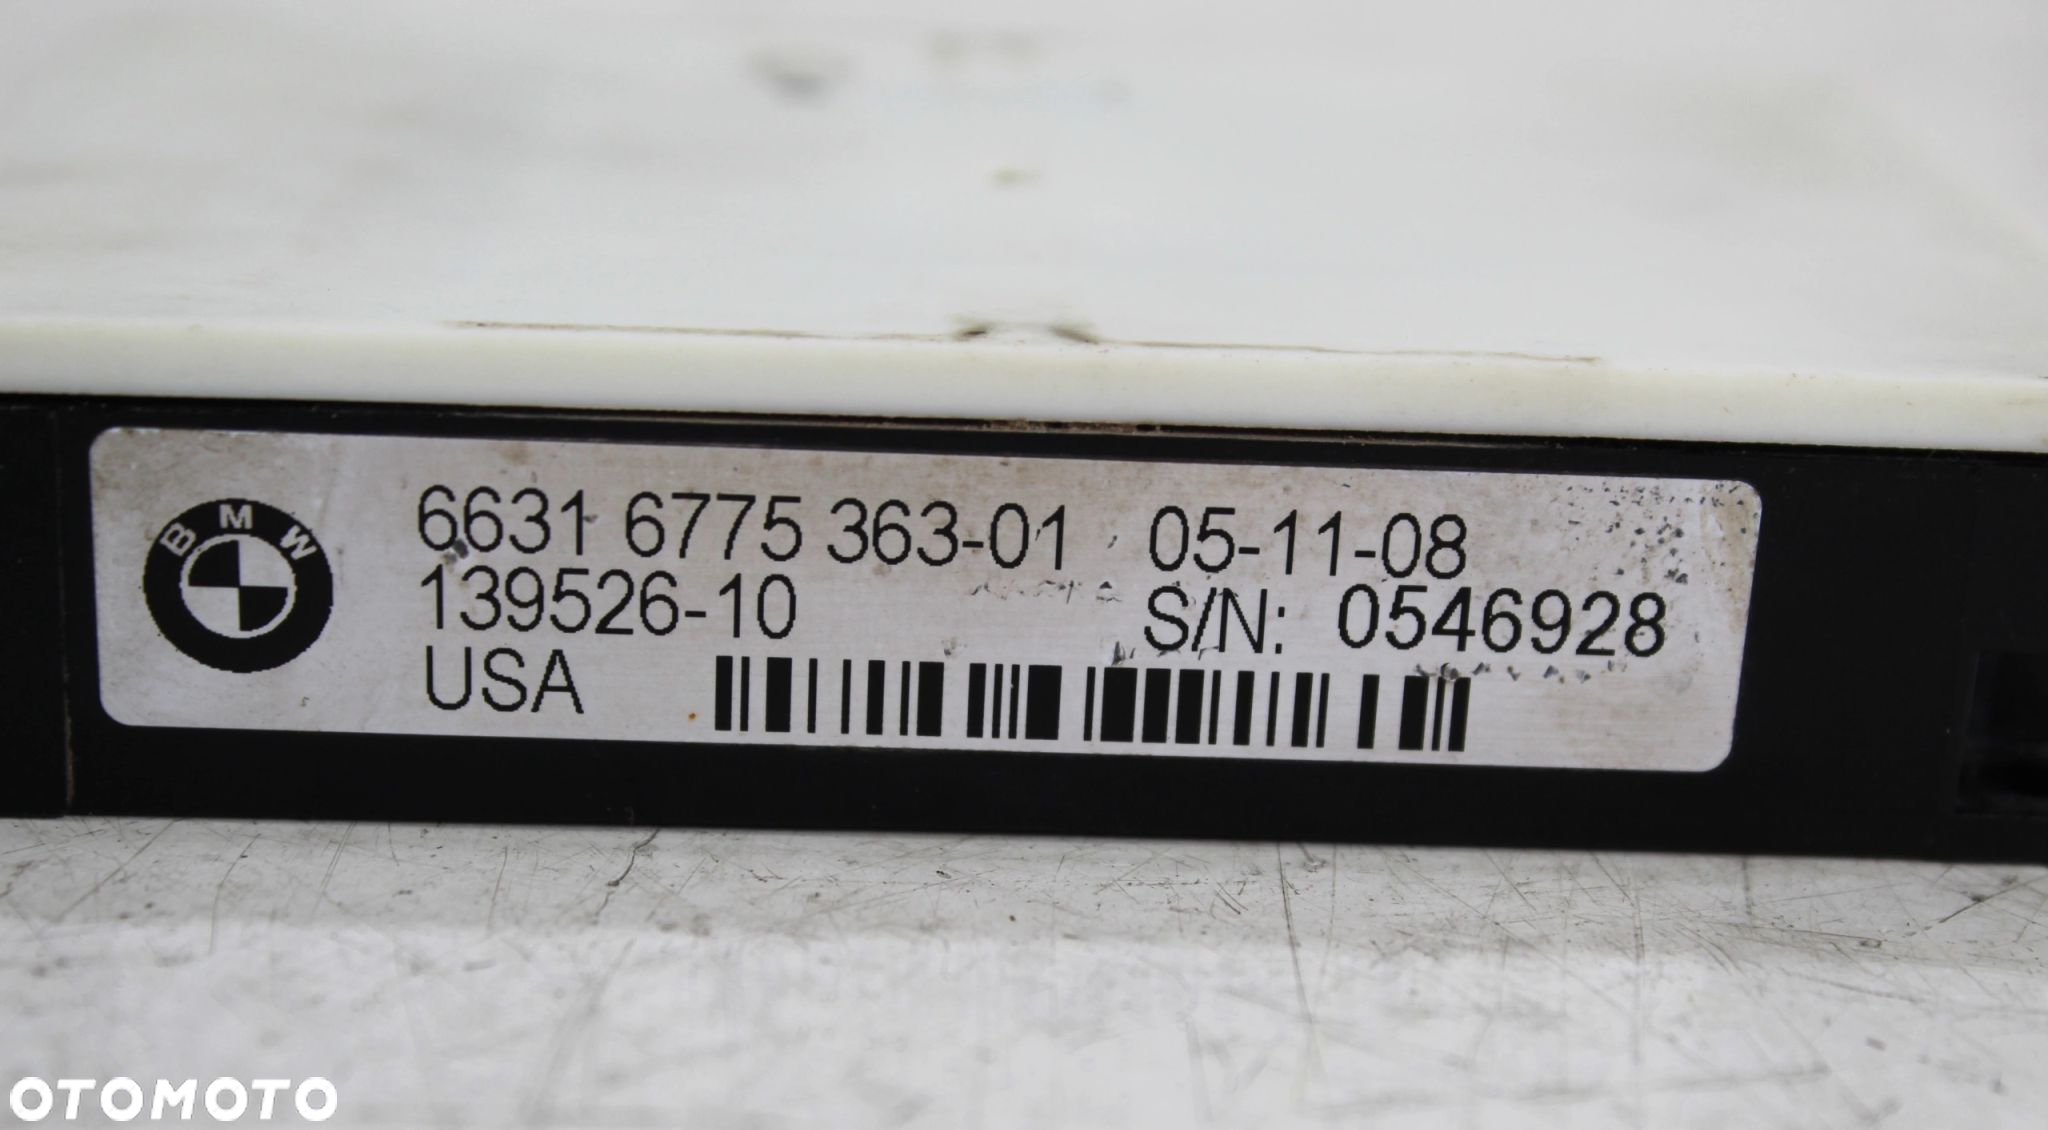 BMW
6631 6775 363-01 05-11-08
139526-10 S/N: 0546928
USA
OTOMOTO